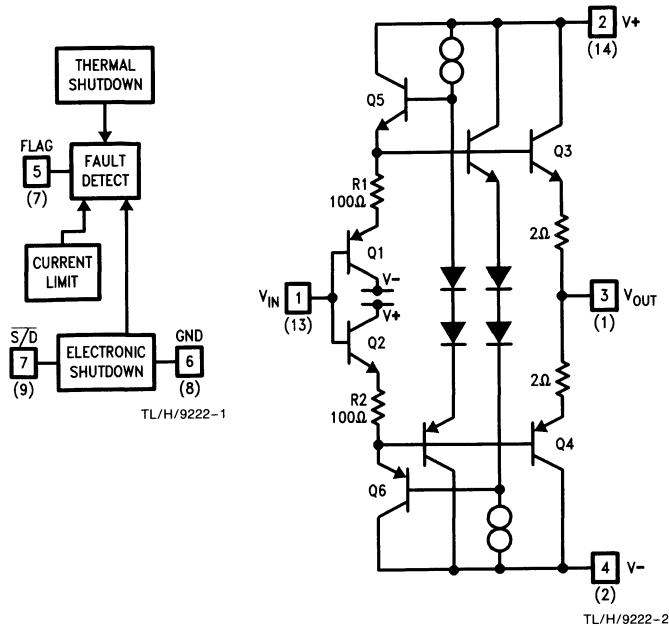 THERMAL
SHUTDOWN
FLAG
5
(7)
FAULT
DETECT
CURRENT
LIMIT
S/D
7
(9)
ELECTRONIC
SHUTDOWN
GND
6
(8)
TL/H/9222-1
2 V+
(14)
Q5
Q3
R1
100Ω
2Ω
Q1
V-
VIN 1
(13)
V+
3 VOUT
(1)
Q2
R2
100Ω
2Ω
Q4
Q6
4 V-
(2)
TL/H/9222-2